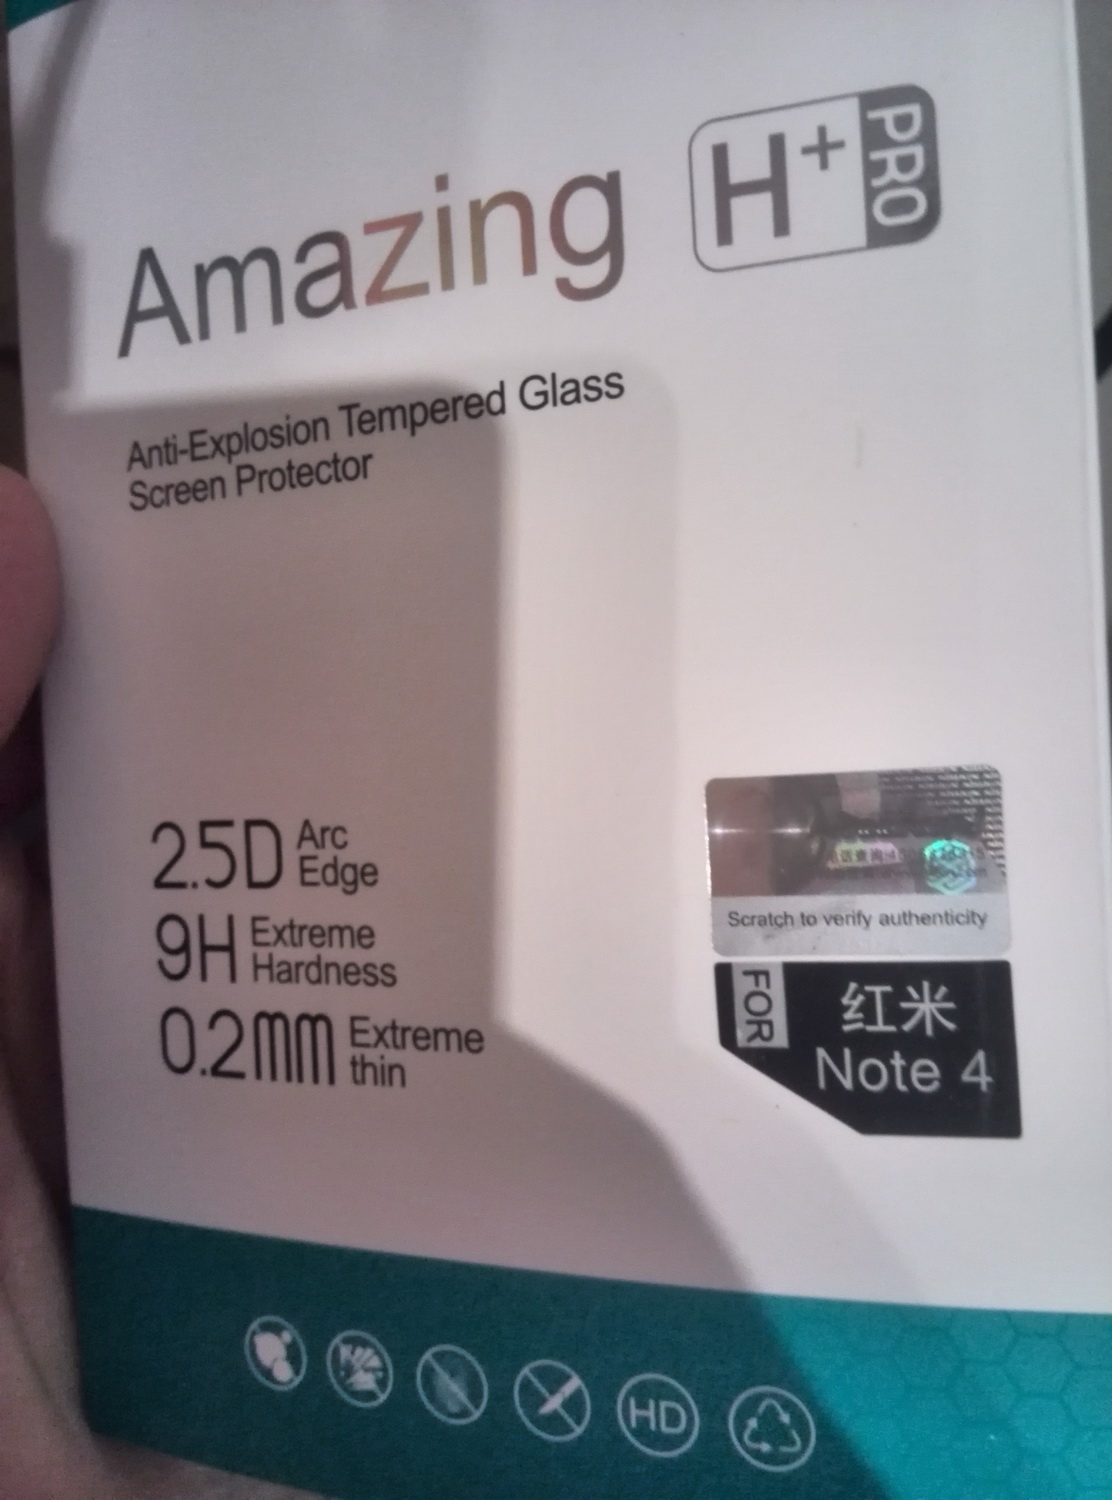 Amazing H+ PRO
Anti-Explosion Tempered Glass
Screen Protector
2.5D Arc
Edge
9H Extreme
Hardness
0.2mm Extreme
thin
Scratch to verify authenticity
FOR
红米
Note 4
HD